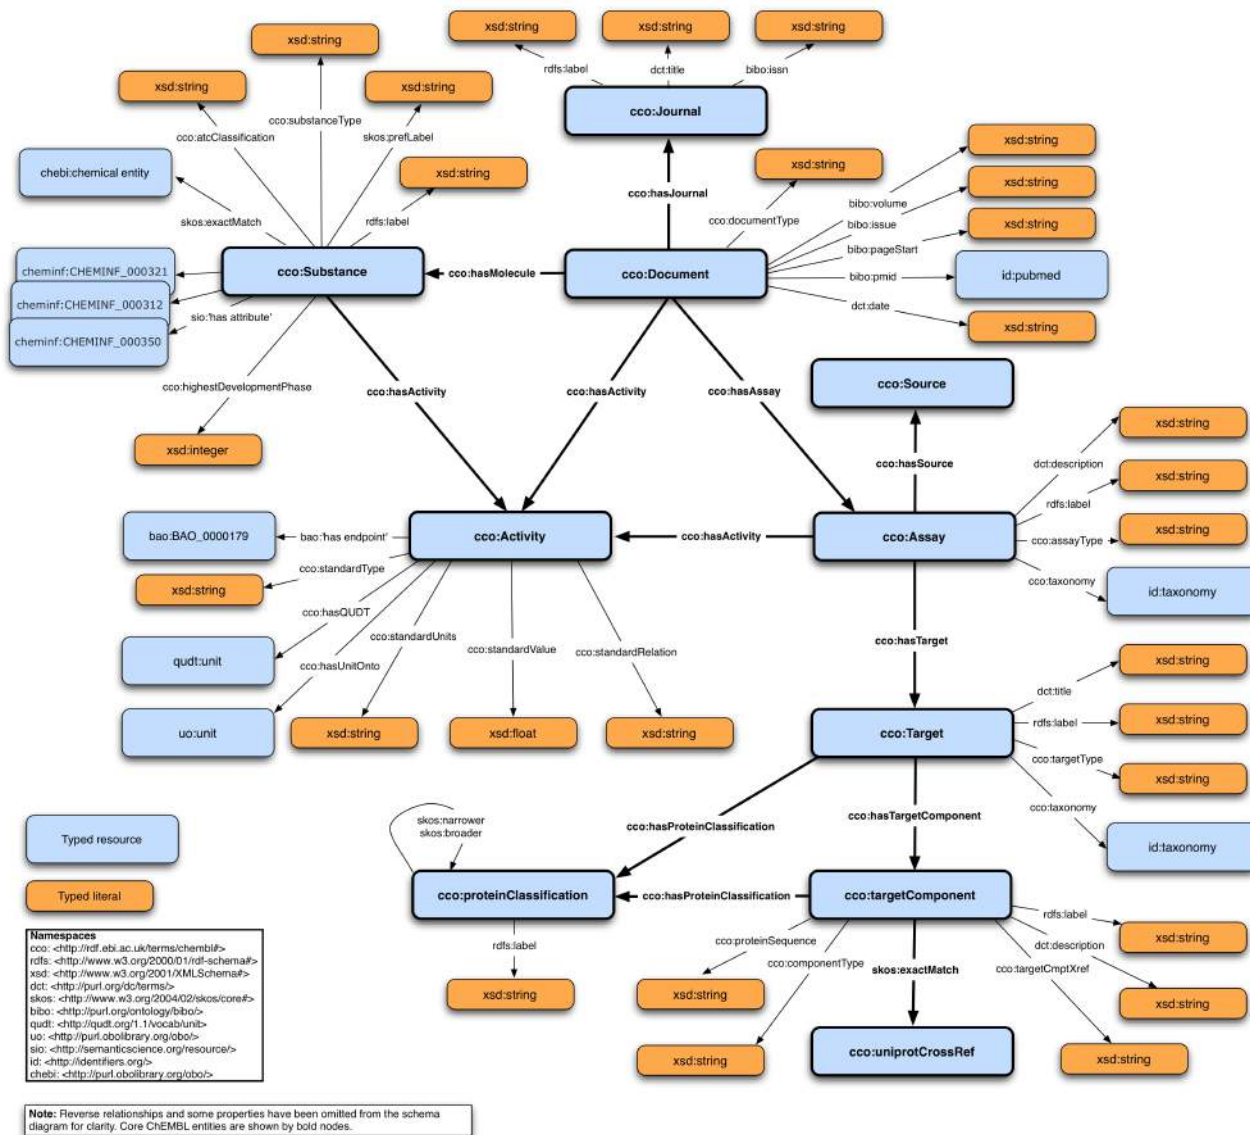 xsd:string
xsd:string
xsd:string
xsd:string
rdfs:label
dct:title
bibo:issn
xsd:string
xsd:string
cco:Journal
cco:substanceType
cco:atcClassification
skos:prefLabel
xsd:string
chebi:chemical entity
xsd:string
xsd:string
cco:hasJournal
xsd:string
bibo:volume
skos:exactMatch
rdfs:label
cco:documentType
bibo:issue
xsd:string
bibo:pageStart
cheminf:CHEMINF_000321
cco:Substance
cco:hasMolecule
cco:Document
bibo:pmid
id:pubmed
cheminf:CHEMINF_000312
sio:'has attribute'
dct:date
xsd:string
cheminf:CHEMINF_000350
cco:highestDevelopmentPhase
cco:hasActivity
cco:hasActivity
cco:hasAssay
cco:Source
xsd:string
xsd:integer
cco:hasSource
dct:description
xsd:string
rdfs:label
bao:BAO_0000179
bao:'has endpoint'
cco:Activity
cco:hasActivity
cco:Assay
cco:assayType
xsd:string
cco:standardType
xsd:string
cco:taxonomy
id:taxonomy
cco:hasQUDT
cco:standardUnits
cco:hasTarget
qudt:unit
cco:hasUnitOnto
cco:standardValue
cco:standardRelation
xsd:string
dct:title
uo:unit
xsd:string
xsd:float
xsd:string
cco:Target
rdfs:label
xsd:string
cco:targetType
xsd:string
cco:taxonomy
skos:narrower
skos:broader
cco:hasProteinClassification
cco:hasTargetComponent
id:taxonomy
Typed resource
cco:proteinClassification
cco:hasProteinClassification
cco:targetComponent
Typed literal
rdfs:label
xsd:string
rdfs:label
xsd:string
cco:proteinSequence
cco:componentType
skos:exactMatch
dct:description
cco:targetCmptXref
xsd:string
xsd:string
xsd:string
cco:uniprotCrossRef
xsd:string
Namespaces
cco: <http://rdf.ebi.ac.uk/terms/chembl#>
rdfs: <http://www.w3.org/2000/01/rdf-schema#>
xsd: <http://www.w3.org/2001/XMLSchema#>
dct: <http://purl.org/dc/terms/>
skos: <http://www.w3.org/2004/02/skos/core#>
bibo: <http://purl.org/ontology/bibo/>
qudt: <http://qudt.org/1.1/vocab/unit>
uo: <http://purl.obolibrary.org/obo/>
sio: <http://semanticscience.org/resource/>
id: <http://identifiers.org/>
chebi: <http://purl.obolibrary.org/obo/>
Note: Reverse relationships and some properties have been omitted from the schema
diagram for clarity. Core ChEMBL entities are shown by bold nodes.